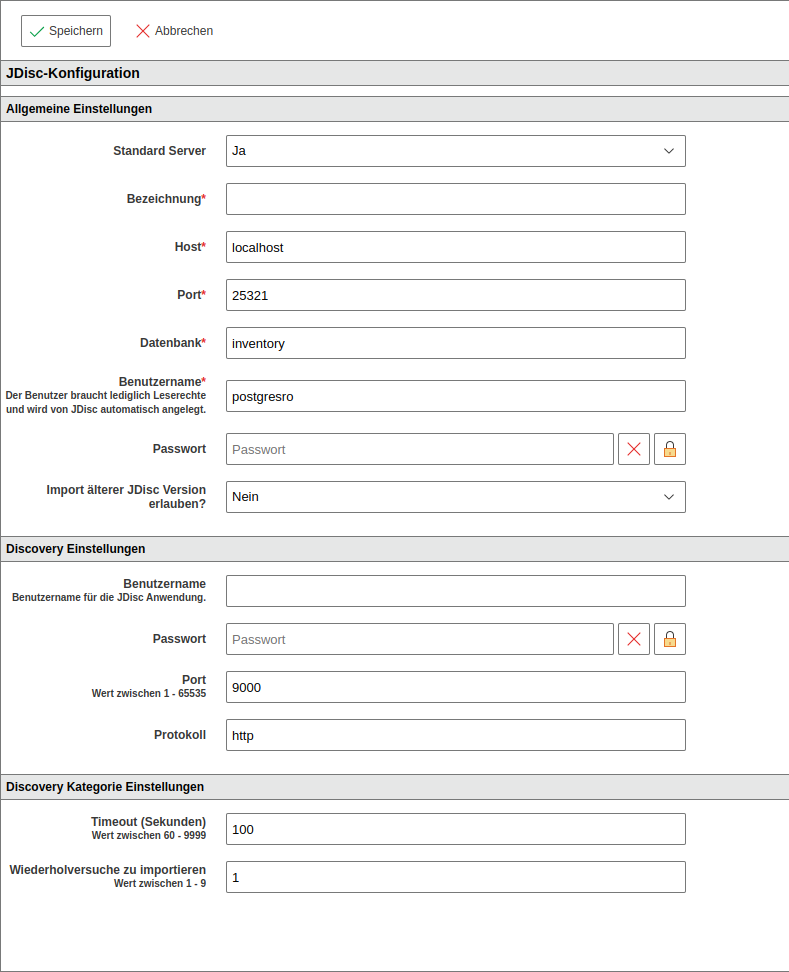 Speichern
Abbrechen
JDisc-Konfiguration
Allgemeine Einstellungen
Standard Server
Ja
Bezeichnung*
Host*
localhost
Port*
25321
Datenbank*
inventory
Benutzername*
Der Benutzer braucht lediglich Leserechte
und wird von JDisc automatisch angelegt.
postgresro
Passwort
Passwort
Import älterer JDisc Version
erlauben?
Nein
Discovery Einstellungen
Benutzername
Benutzername für die JDisc Anwendung.
Passwort
Passwort
Port
Wert zwischen 1 - 65535
9000
Protokoll
http
Discovery Kategorie Einstellungen
Timeout (Sekunden)
Wert zwischen 60 - 9999
100
Wiederholversuche zu importieren
Wert zwischen 1 - 9
1